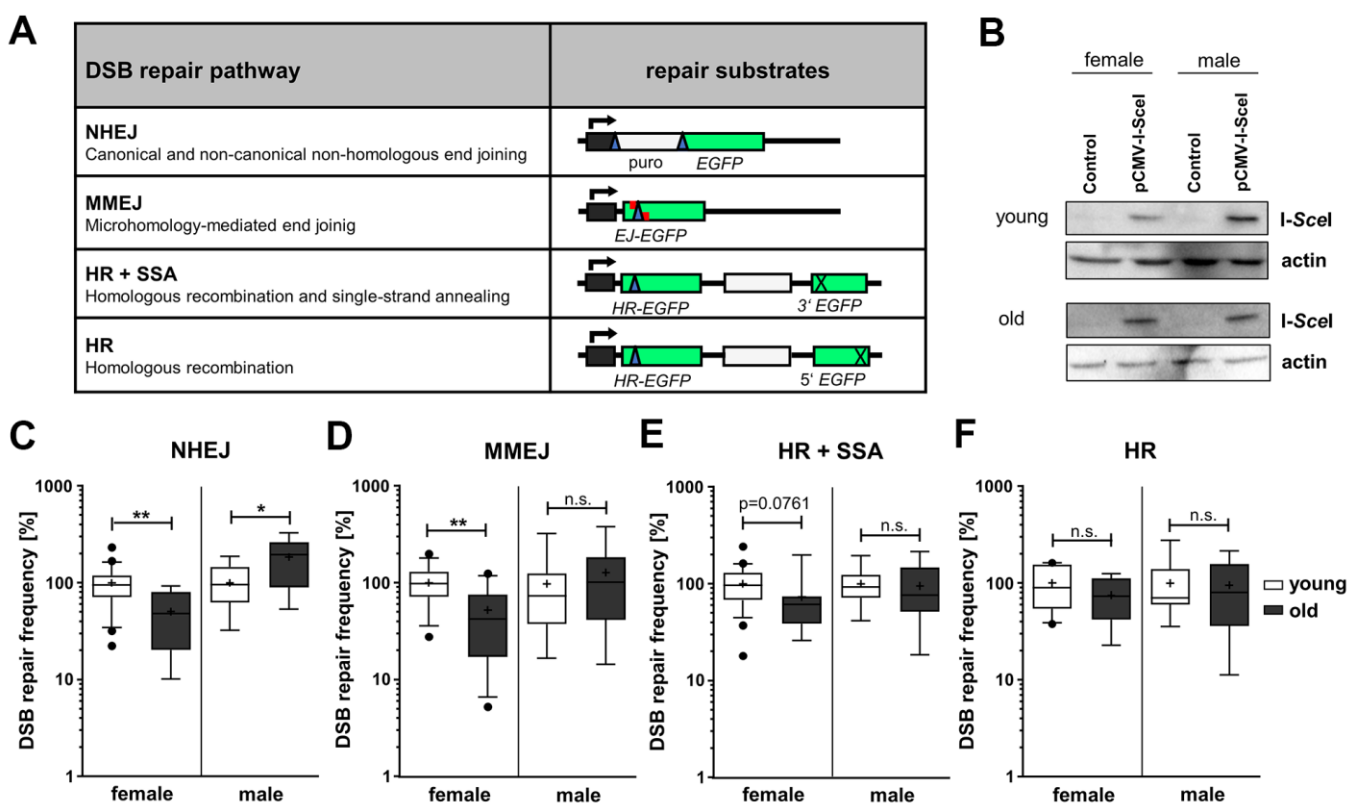 A
DSB repair pathway
repair substrates
NHEJ
Canonical and non-canonical non-homologous end joining
puro
EGFP
MMEJ
Microhomology-mediated end joinig
EJ-EGFP
HR + SSA
Homologous recombination and single-strand annealing
HR-EGFP
3‘ EGFP
HR
Homologous recombination
HR-EGFP
5‘ EGFP
B
female
male
Control
pCMV-I-SceI
Control
pCMV-I-SceI
young
I-SceI
actin
old
I-SceI
actin
C
NHEJ
DSB repair frequency [%]
1000
100
10
1
**
*
female
male
D
MMEJ
DSB repair frequency [%]
1000
100
10
1
**
n.s.
female
male
E
HR + SSA
DSB repair frequency [%]
1000
100
10
1
p=0.0761
n.s.
female
male
F
HR
DSB repair frequency [%]
1000
100
10
1
n.s.
n.s.
female
male
young
old